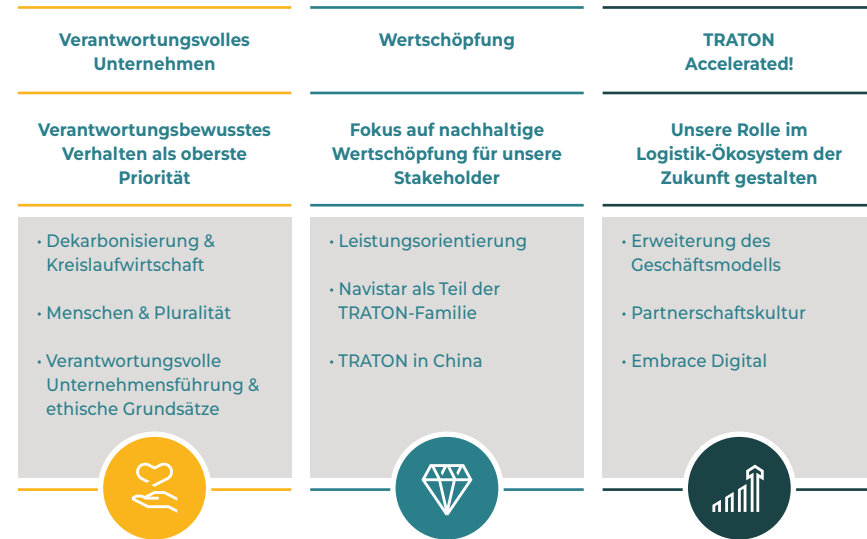 Verantwortungsvolles
Unternehmen
Verantwortungsbewusstes
Verhalten als oberste
Priorität
· Dekarbonisierung &
Kreislaufwirtschaft
· Menschen & Pluralität
· Verantwortungsvolle
Unternehmensführung &
ethische Grundsätze
Wertschöpfung
Fokus auf nachhaltige
Wertschöpfung für unsere
Stakeholder
· Leistungsorientierung
· Navistar als Teil der
TRATON-Familie
· TRATON in China
TRATON
Accelerated!
Unsere Rolle im
Logistik-Ökosystem der
Zukunft gestalten
· Erweiterung des
Geschäftsmodells
· Partnerschaftskultur
· Embrace Digital